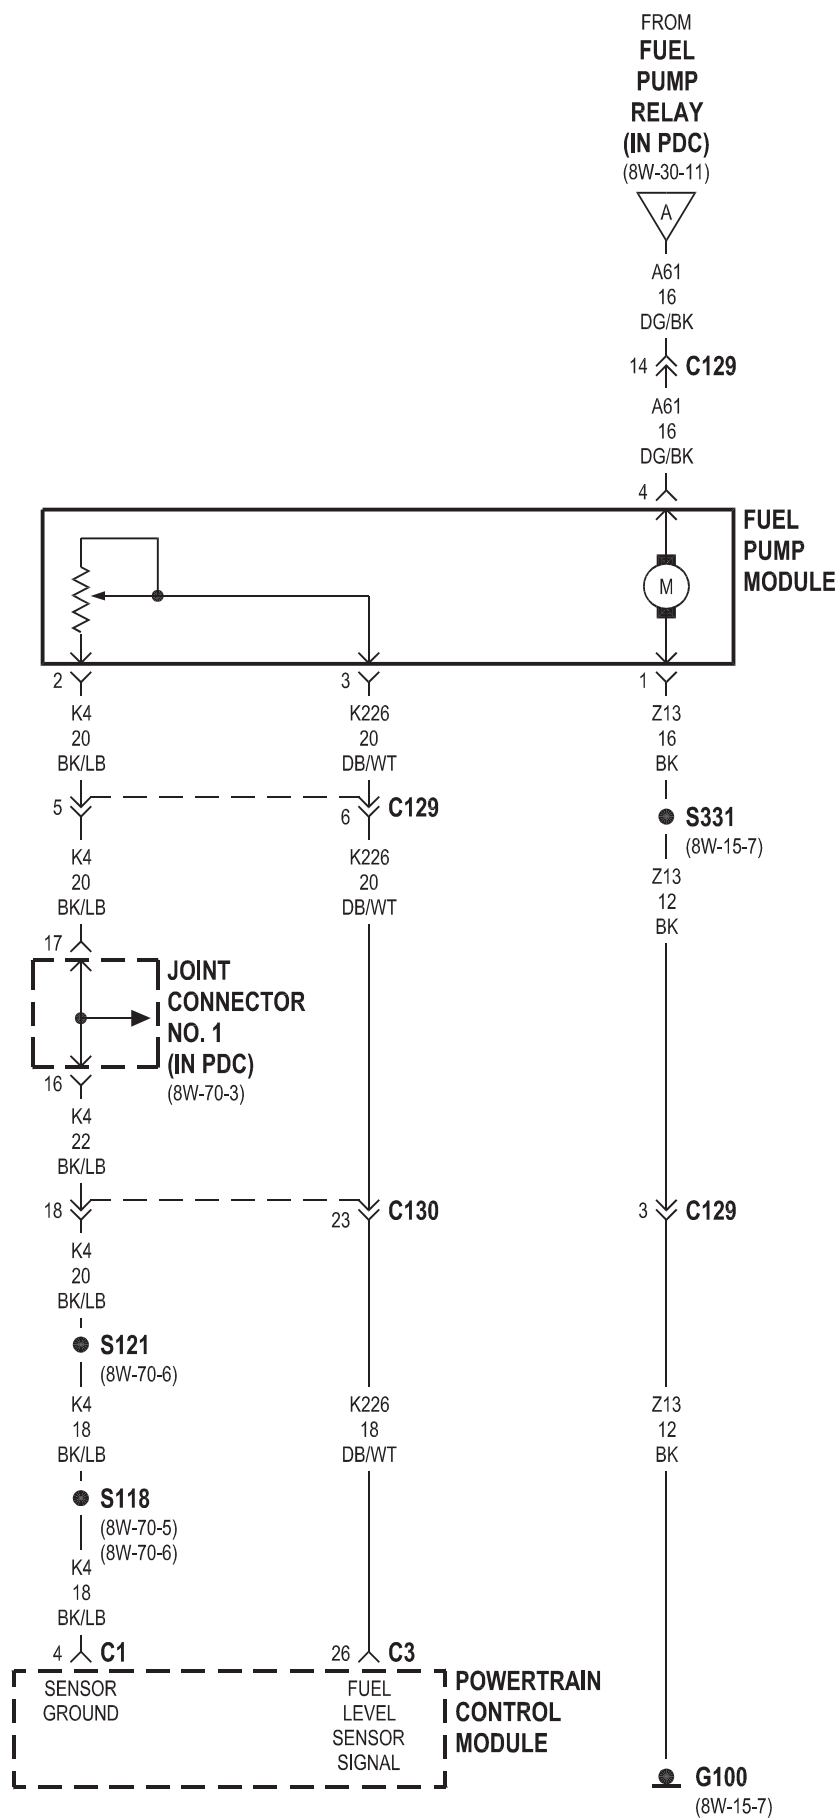 FROM
FUEL
PUMP
RELAY
(IN PDC)
(8W-30-11)
A
A61
16
DG/BK
14 C129
A61
16
DG/BK
4
FUEL
PUMP
MODULE
M
2 3 1
K4 K226 Z13
20 20 16
BK/LB DB/WT BK
5 6 C129 S331
(8W-15-7)
K4 K226 Z13
20 20 12
BK/LB DB/WT BK
17
JOINT
CONNECTOR
NO. 1
(IN PDC)
(8W-70-3)
16
K4
22
BK/LB
18 23 C130 3 C129
K4
20
BK/LB
S121
(8W-70-6)
K4 K226 Z13
18 18 12
BK/LB DB/WT BK
S118
(8W-70-5)
(8W-70-6)
K4
18
BK/LB
4 C1 26 C3
SENSOR
GROUND
FUEL
LEVEL
SENSOR
SIGNAL
POWERTRAIN
CONTROL
MODULE
G100
(8W-15-7)